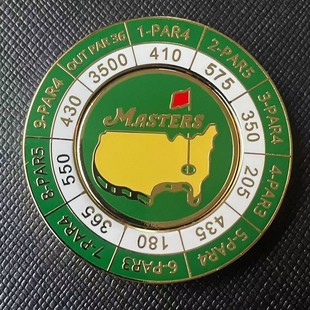 1-PAR4
410
2-PAR5
575
3-PAR4
350
4-PAR3
205
5-PAR4
435
6-PAR3
180
7-PAR4
365
8-PAR5
550
9-PAR4
430
OUT PAR 36
3500
MASTERS